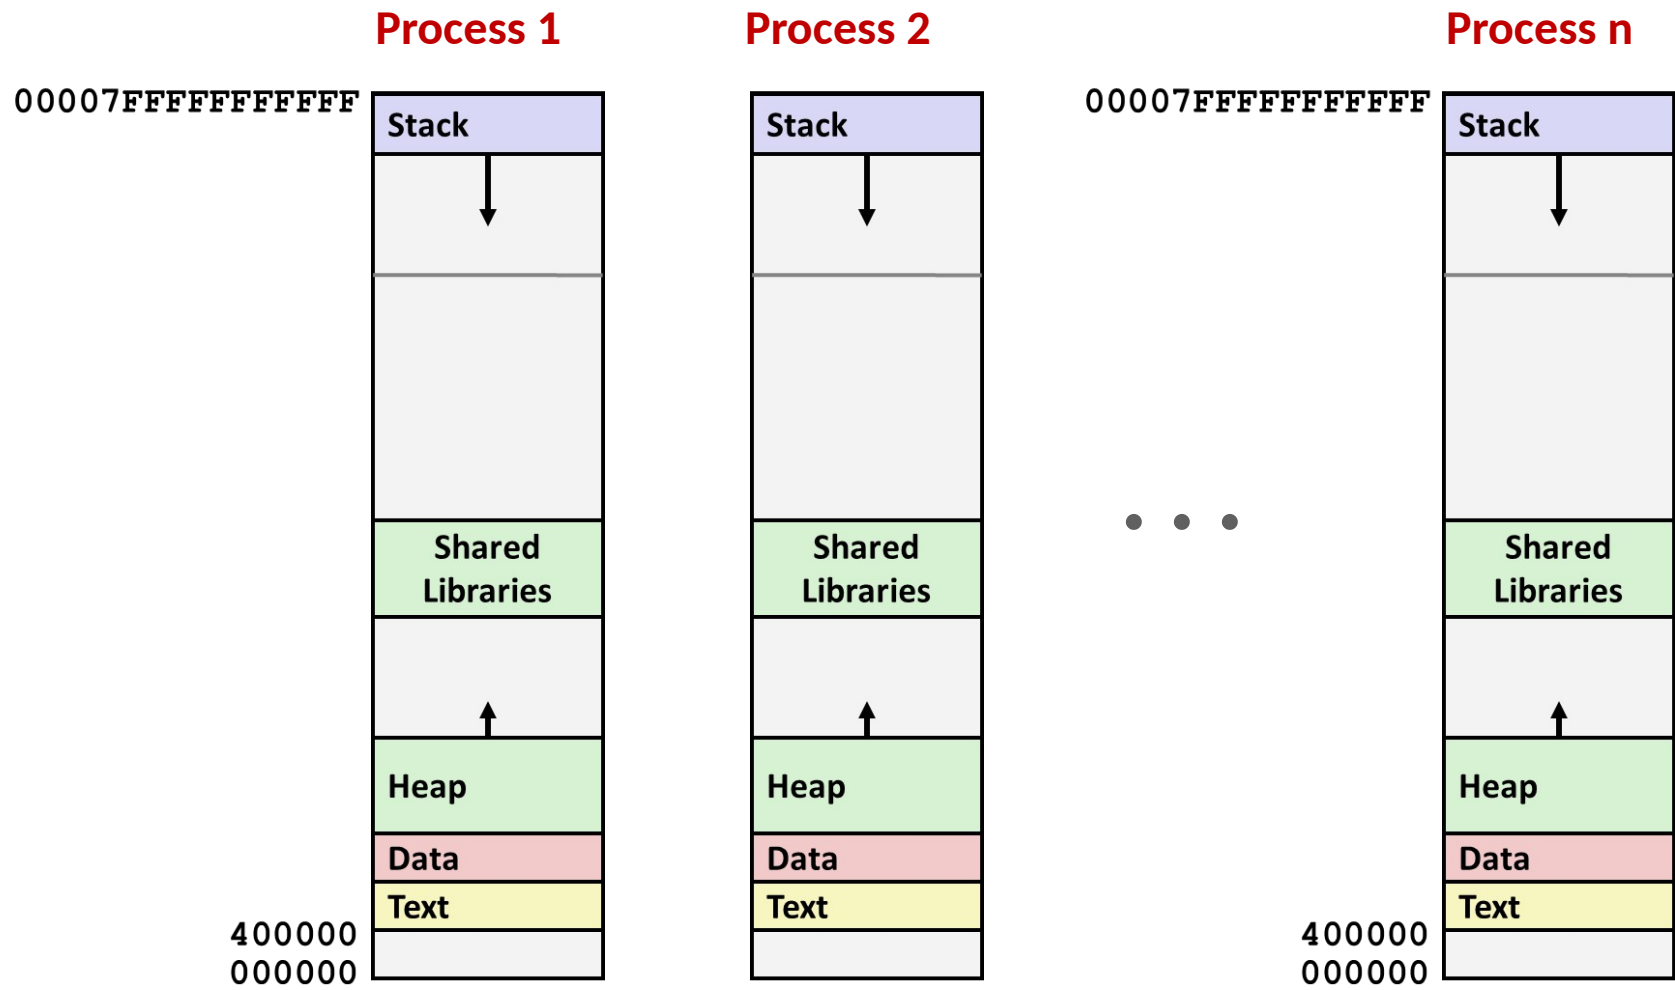 Process 1
Process 2
Process n
00007FFFFFFFFFFF
Stack
Stack
00007FFFFFFFFFFF
Stack
Shared
Libraries
Shared
Libraries
Shared
Libraries
Heap
Heap
Heap
Data
Data
Data
Text
Text
Text
400000
400000
000000
000000